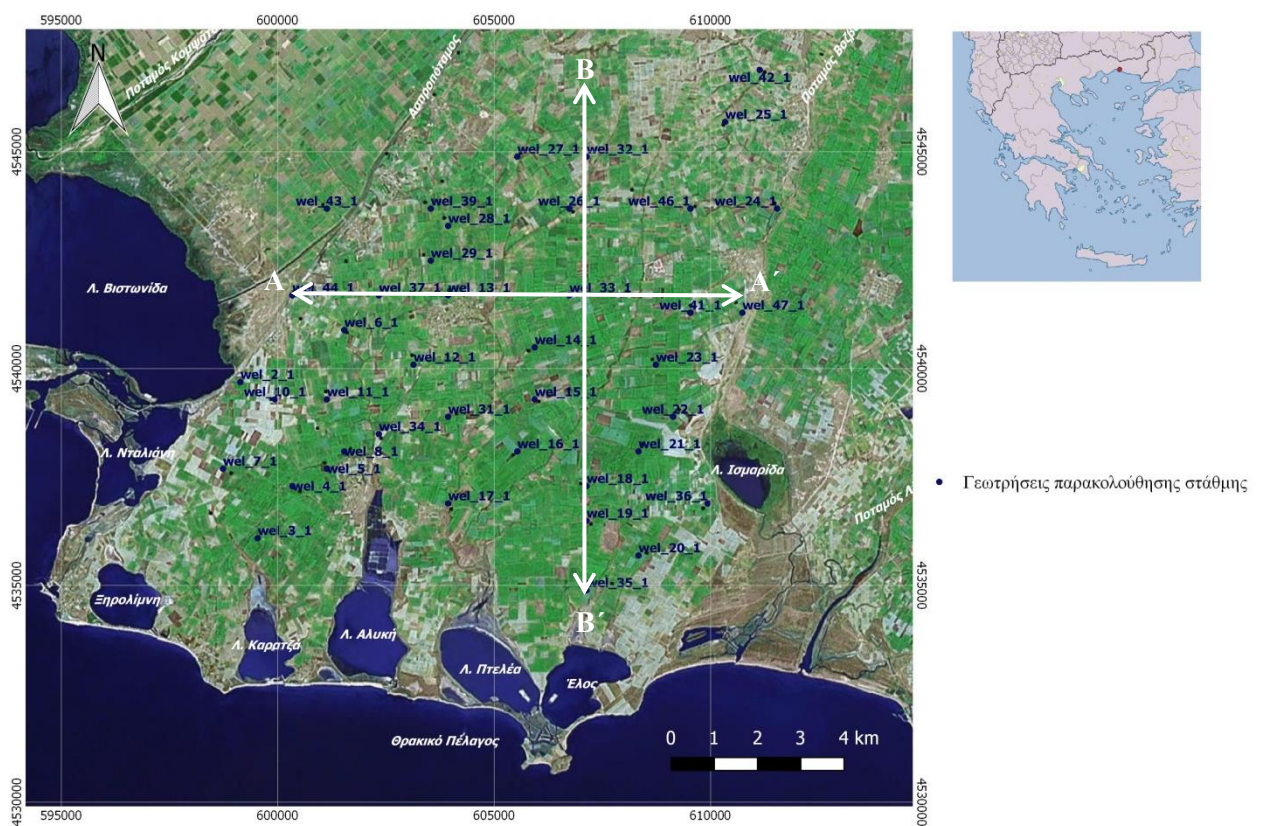 595000 600000 605000 610000
N
B
Ποταμός Κομψάτ
Ασπροπόταμος
Ποταμός Βοζβ
wel_42_1
wel_25_1
4545000
4545000
wel_27_1 wel_32_1
wel_43_1 wel_39_1 wel_26_1 wel_46_1 wel_24_1
wel_28_1
wel_29_1
Λ. Βιστωνίδα
A A´
44_1 wel_37_1 wel_13_1 wel_33_1
wel_41_1 wel_47_1
wel_6_1
wel_14_1
wel_12_1 wel_23_1
4540000
4540000
wel_2_1
wel_10_1 wel_11_1 wel_15_1
wel_31_1 wel_22_1
wel_34_1
Λ. Νταλιάνη
wel_8_1 wel_16_1 wel_21_1
wel_7_1 wel_5_1
Λ. Ισμαρίδα
wel_4_1 wel_18_1
wel_17_1 wel_36_1
Ποταμός Λ
wel_19_1
wel_3_1
wel_20_1
4535000
4535000
wel_35_1
Ξηρολίμνη
B´
Λ. Καρατζά
Λ. Αλυκή
Λ. Πτελέα
Έλος
Θρακικό Πέλαγος
0 1 2 3 4 km
4530000
4530000
595000 600000 605000 610000
Γεωτρήσεις παρακολούθησης στάθμης